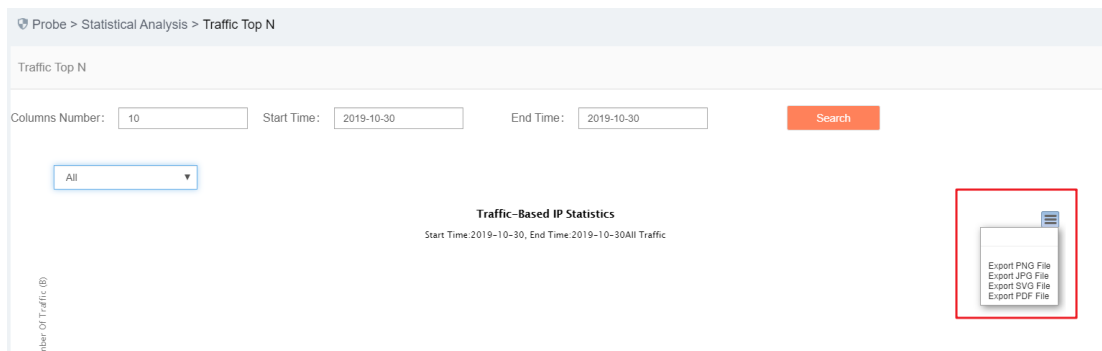 Probe > Statistical Analysis > Traffic Top N
Traffic Top N
Columns Number: 10 Start Time: 2019-10-30 End Time: 2019-10-30 Search
All
Traffic-Based IP Statistics
Start Time:2019-10-30, End Time:2019-10-30All Traffic
Export PNG File
Export JPG File
Export SVG File
Export PDF File
Of Traffic (B)